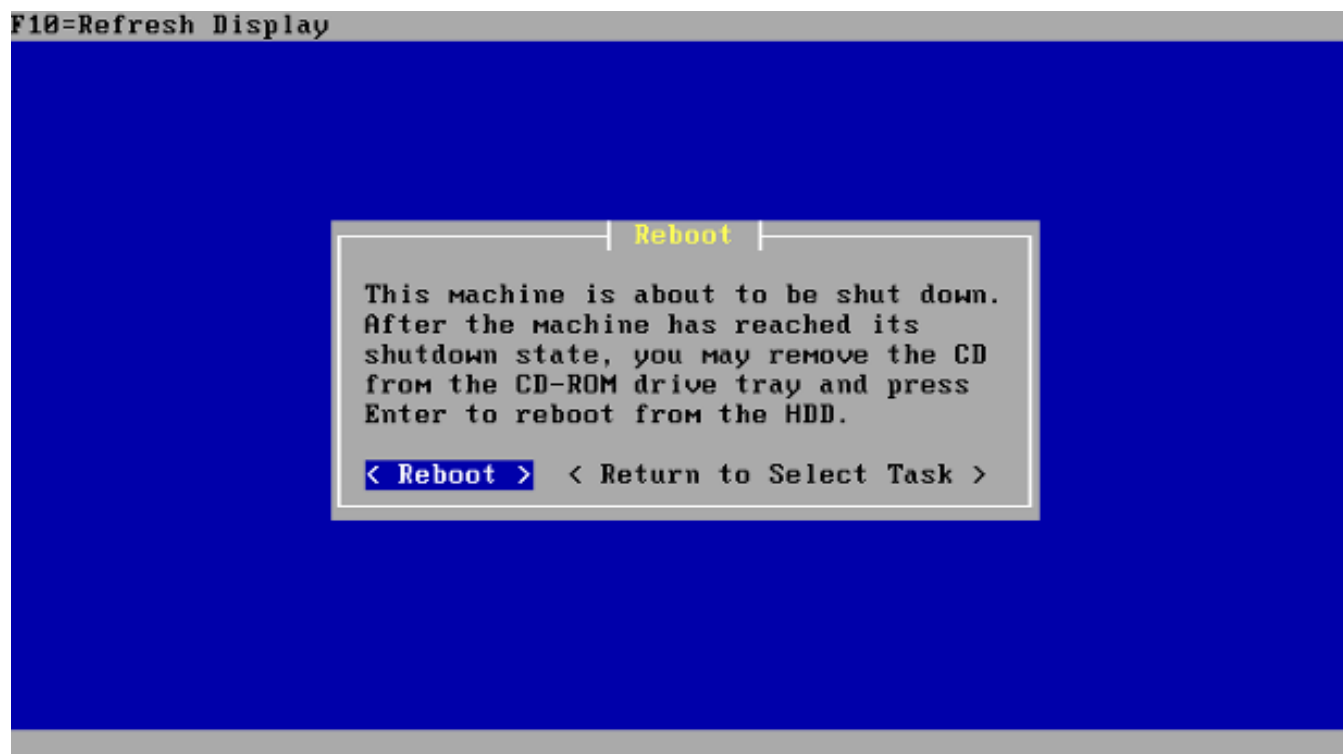 F10=Refresh Display
Reboot
This machine is about to be shut down.
After the machine has reached its
shutdown state, you may remove the CD
from the CD-ROM drive tray and press
Enter to reboot from the HDD.
< Reboot > < Return to Select Task >